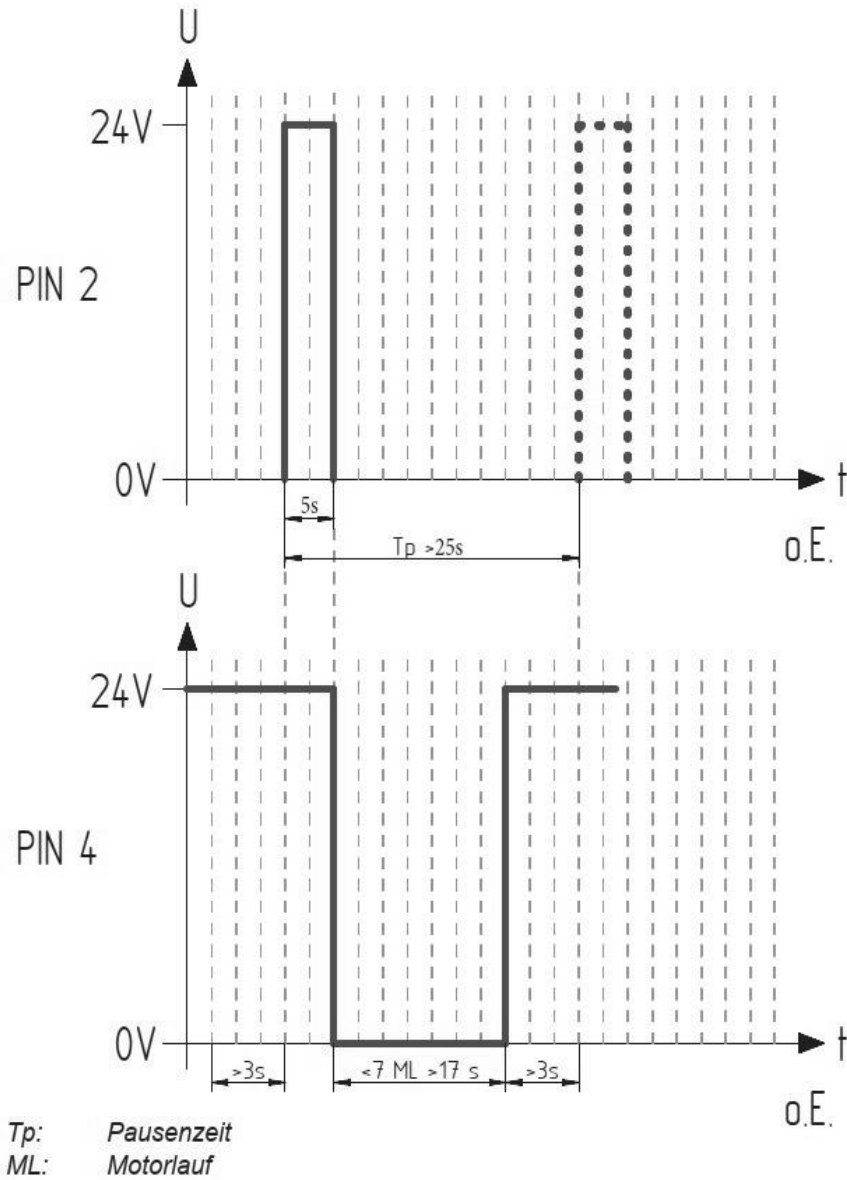 U
24V
PIN 2
0V
t
5s
Tp >25s
o.E.
U
24V
PIN 4
0V
t
>3s
<7 ML >17 s
>3s
o.E.
Tp: Pausenzeit
ML: Motorlauf